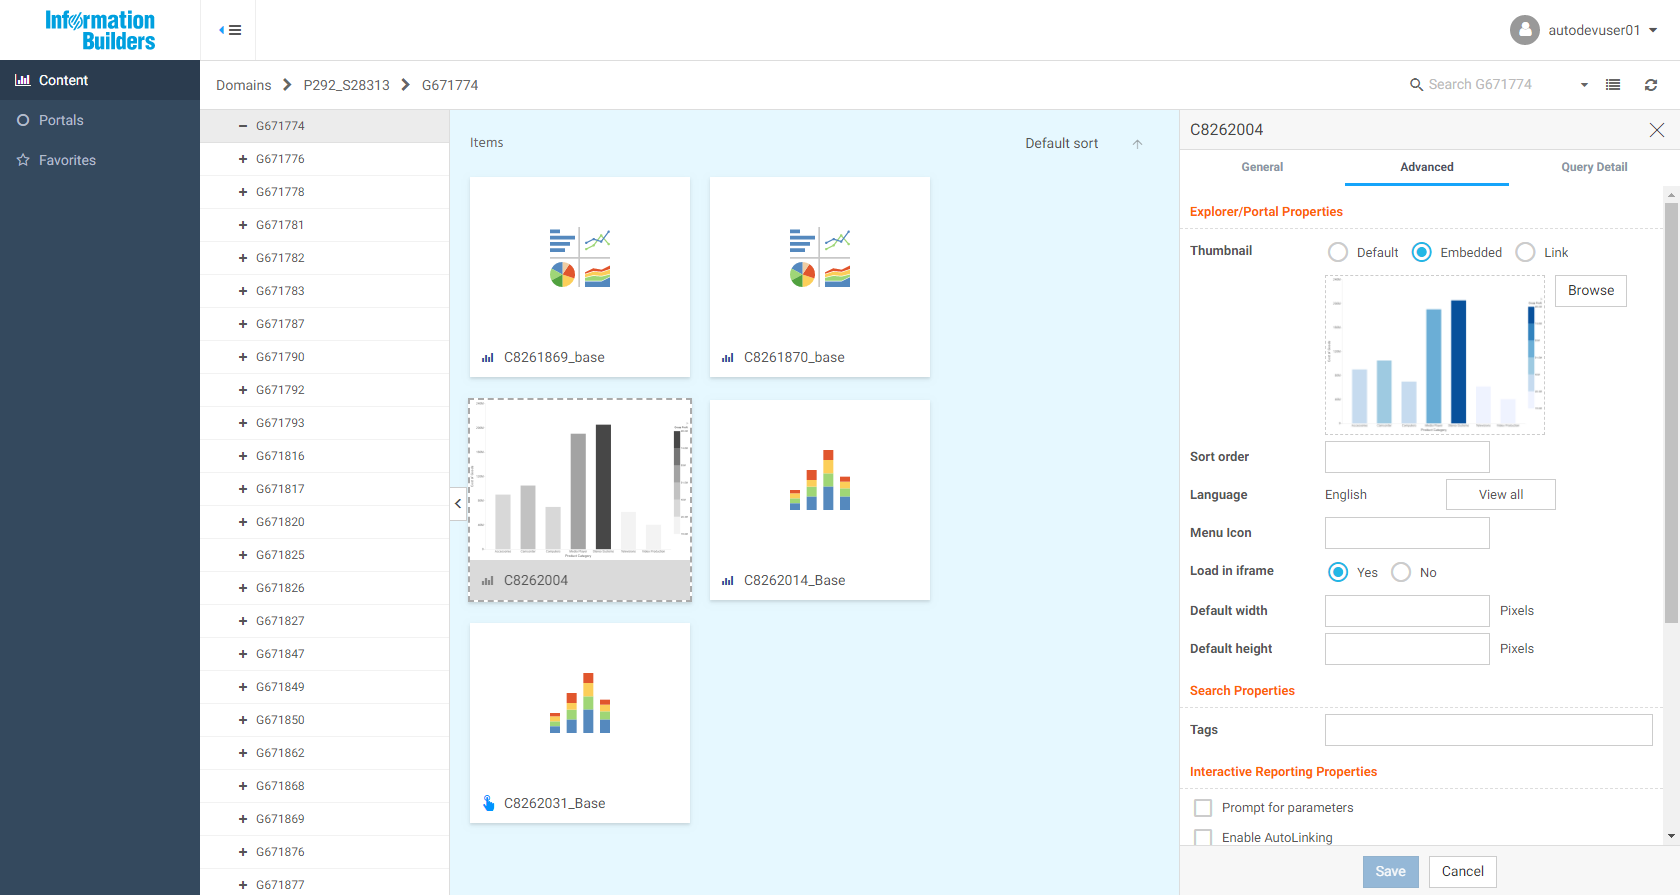 Information
Builders
autodevuser01
Content
Portals
Favorites
Domains
P292_S28313
G671774
Search G671774
G671774
G671776
G671778
G671781
G671782
G671783
G671787
G671790
G671792
G671793
G671816
G671817
G671820
G671825
G671826
G671827
G671847
G671849
G671850
G671862
G671868
G671869
G671876
G671877
Items
Default sort
C8261869_base
C8261870_base
Product Category
C8262004
C8262014_Base
C8262031_Base
C8262004
General
Advanced
Query Detail
Explorer/Portal Properties
Thumbnail
Default
Embedded
Link
Product Category
Browse
Sort order
Language
English
View all
Menu Icon
Load in iframe
Yes
No
Default width
Pixels
Default height
Pixels
Search Properties
Tags
Interactive Reporting Properties
Prompt for parameters
Enable AutoLinking
Save
Cancel